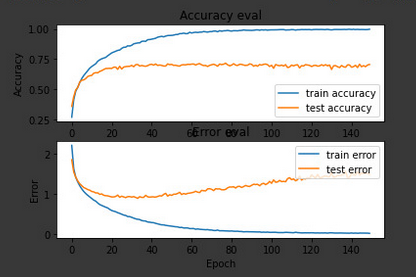 Accuracy eval
1.00
0.75
0.50
0.25
Accuracy
train accuracy
test accuracy
0 20 40 60 80 100 120 140
Error eval
2
1
0
Error
train error
test error
0 20 40 60 80 100 120 140
Epoch